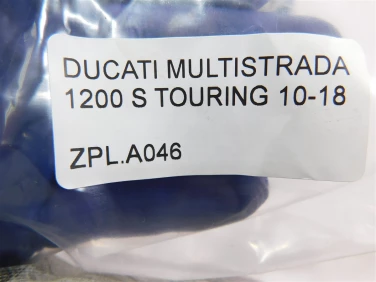 DUCATI MULTISTRADA
1200 S TOURING 10-18
ZPL.A046